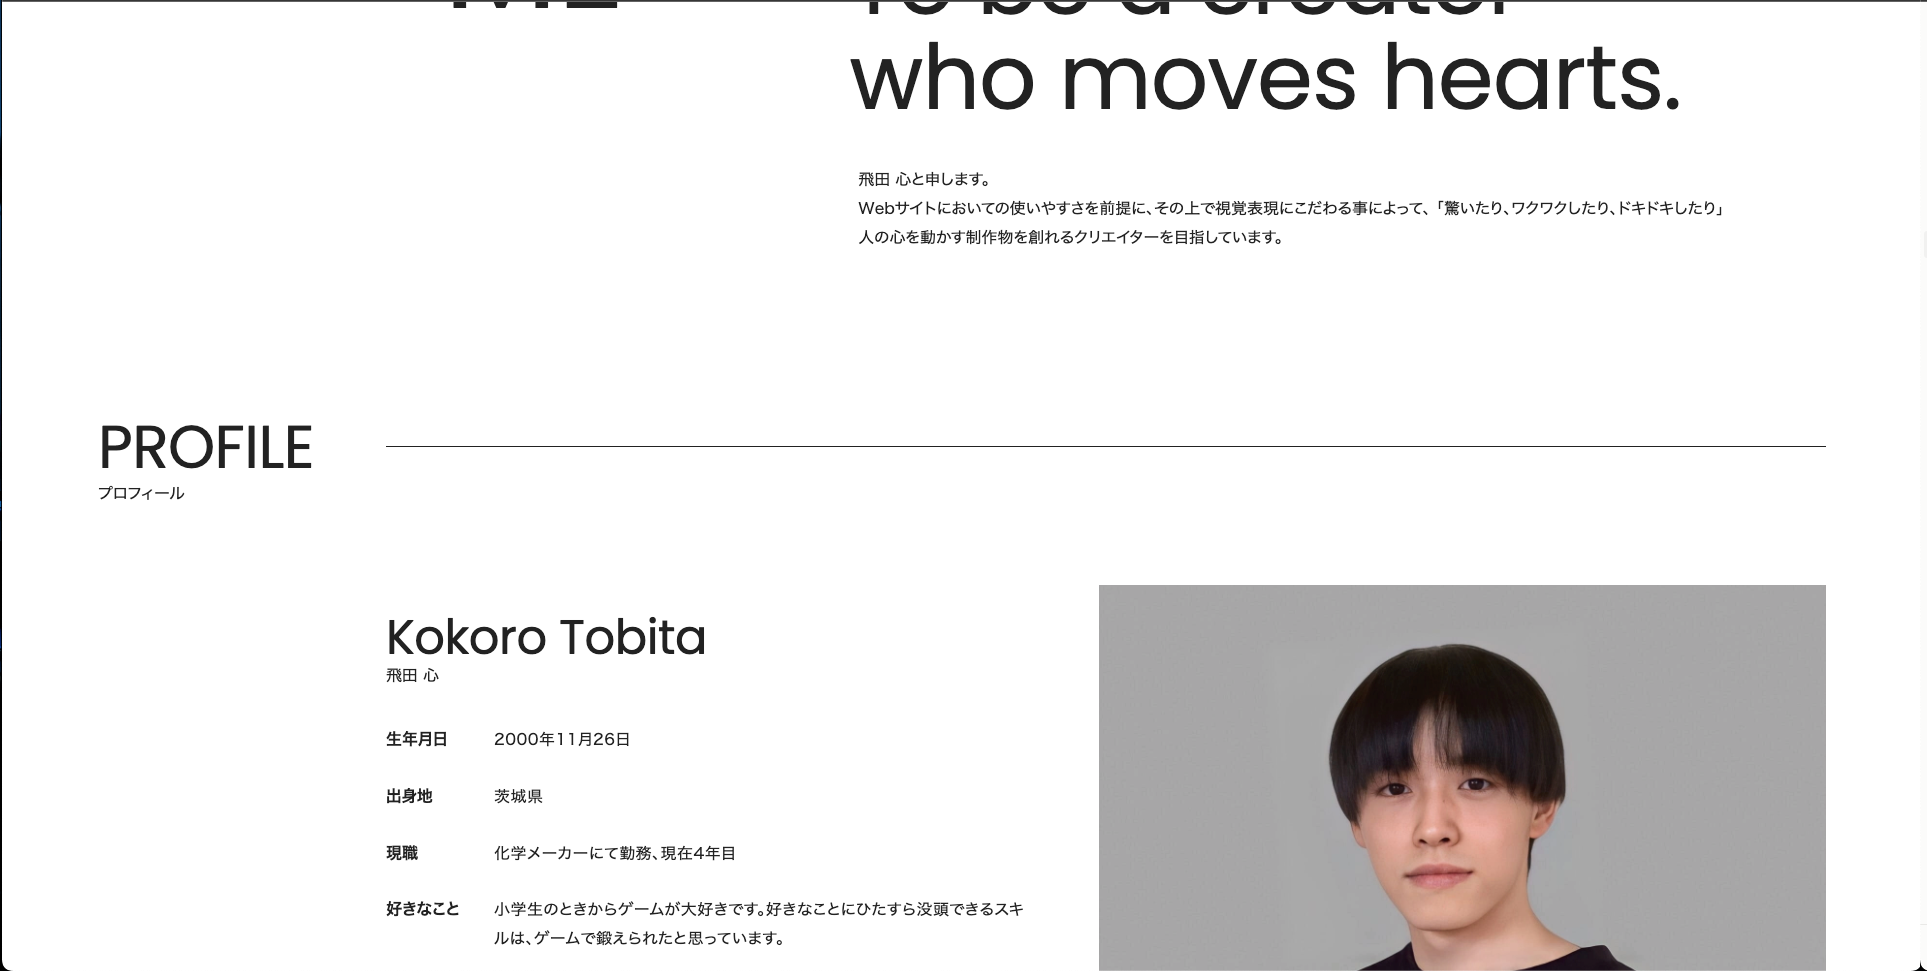 ME
To be a creator
who moves hearts.
飛田 心と申します。
Webサイトにおいての使いやすさを前提に、その上で視覚表現にこだわる事によって、「驚いたり、ワクワクしたり、ドキドキしたり」
人の心を動かす制作物を創れるクリエイターを目指しています。
PROFILE
プロフィール
Kokoro Tobita
飛田 心
生年月日 2000年11月26日
出身地 茨城県
現職 化学メーカーにて勤務、現在4年目
好きなこと 小学生のときからゲームが大好きです。好きなことにひたすら没頭できるスキ
ルは、ゲームで鍛えられたと思っています。